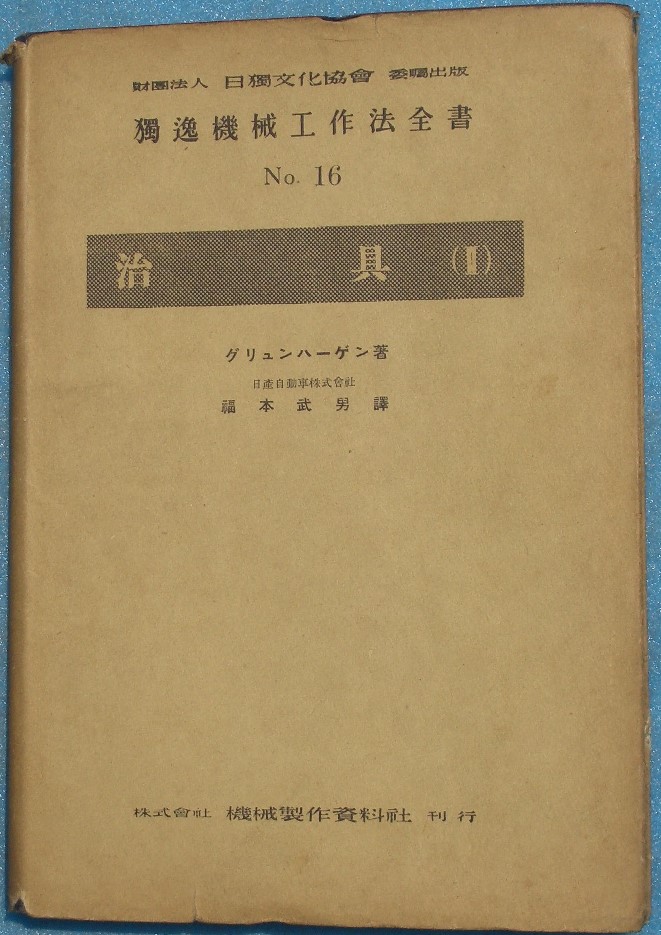 財團法人 日獨文化協會 委囑出版
獨逸機械工作法全書
No. 16
治具(II)
グリュンハーゲン著
日產自動車株式會社
福本武男譯
株式會社 機械製作資料社 刊行